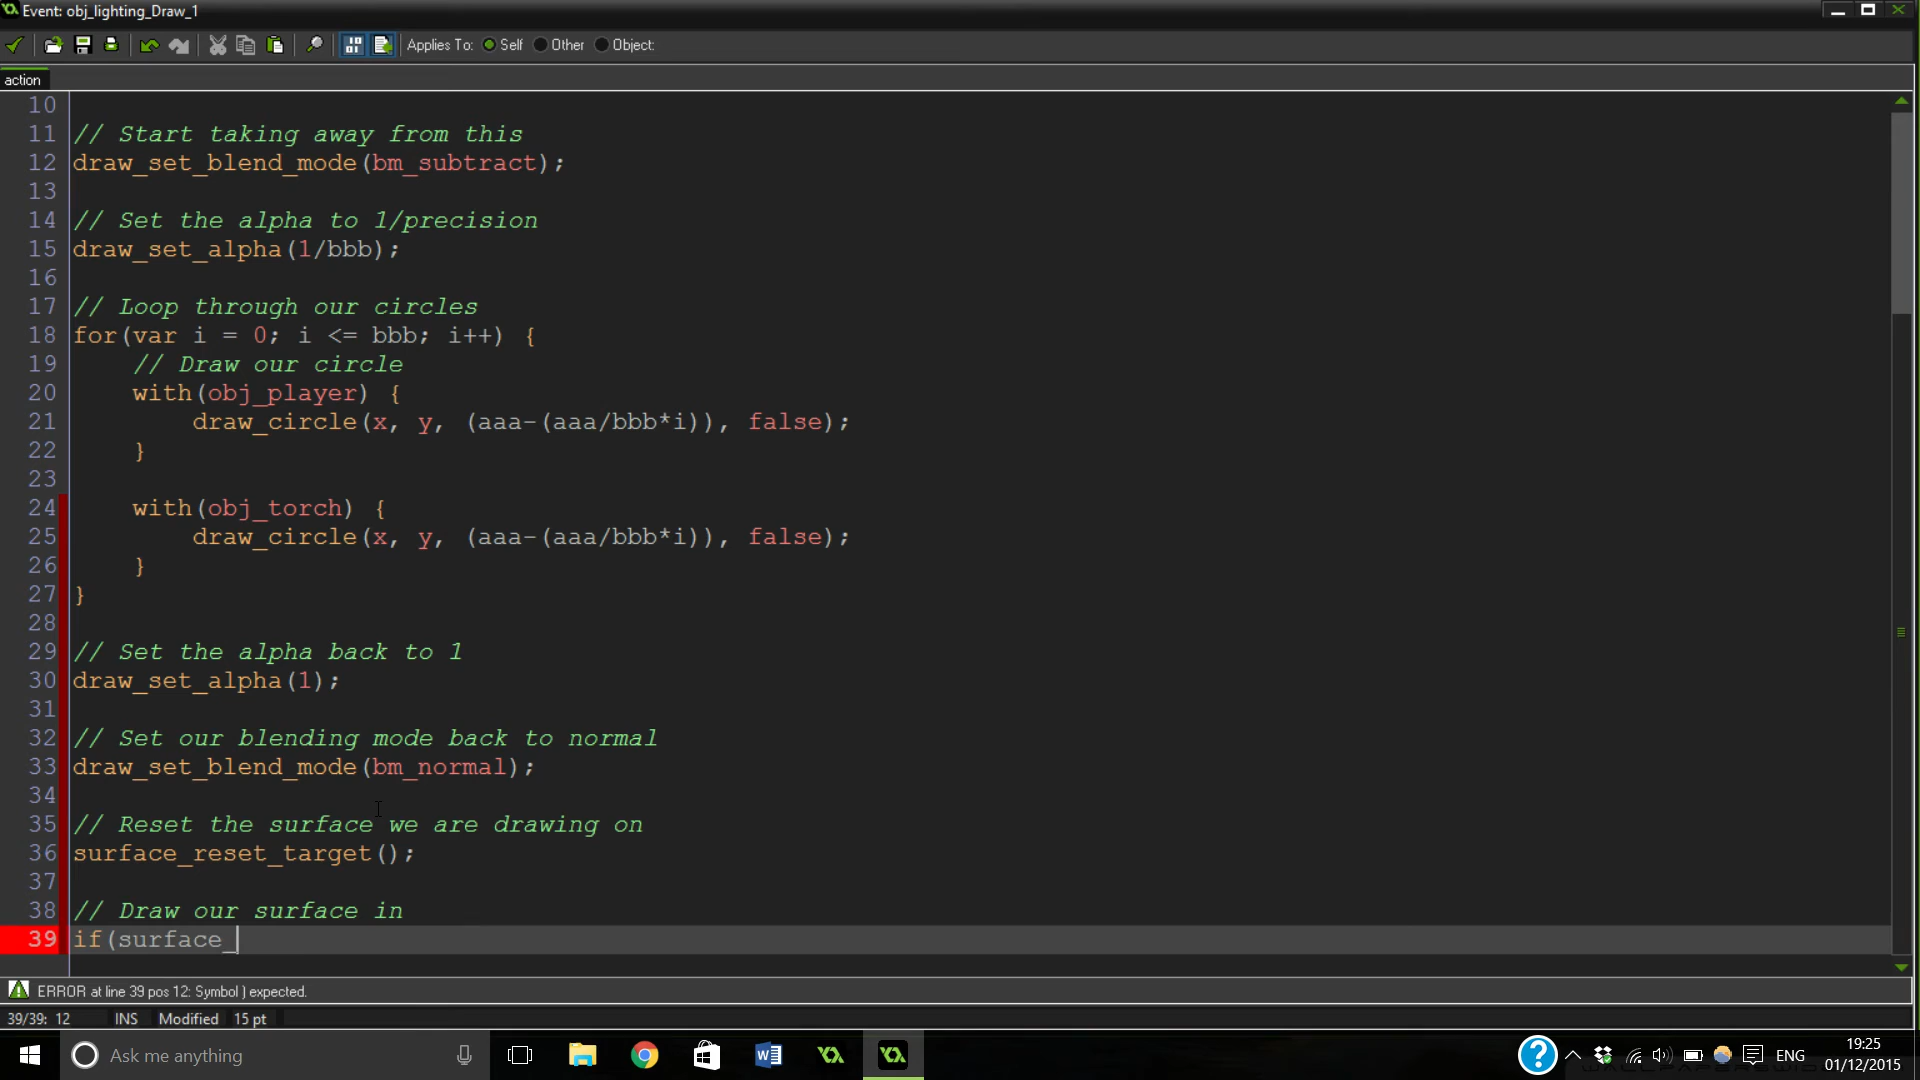 Event: obj_lighting_Draw_1
Applies To: Self Other Object:
action
10
11 // Start taking away from this
12 draw_set_blend_mode(bm_subtract);
13
14 // Set the alpha to 1/precision
15 draw_set_alpha(1/bbb);
16
17 // Loop through our circles
18 for(var i = 0; i <= bbb; i++) {
19 // Draw our circle
20 with(obj_player) {
21 draw_circle(x, y, (aaa-(aaa/bbb*i)), false);
22 }
23
24 with(obj_torch) {
25 draw_circle(x, y, (aaa-(aaa/bbb*i)), false);
26 }
27 }
28
29 // Set the alpha back to 1
30 draw_set_alpha(1);
31
32 // Set our blending mode back to normal
33 draw_set_blend_mode(bm_normal);
34
35 // Reset the surface we are drawing on
36 surface_reset_target();
37
38 // Draw our surface in
39 if(surface_
ERROR at line 39 pos 12: Symbol ) expected.
39/39: 12 INS Modified 15 pt
Ask me anything
ENG
19:25
01/12/2015